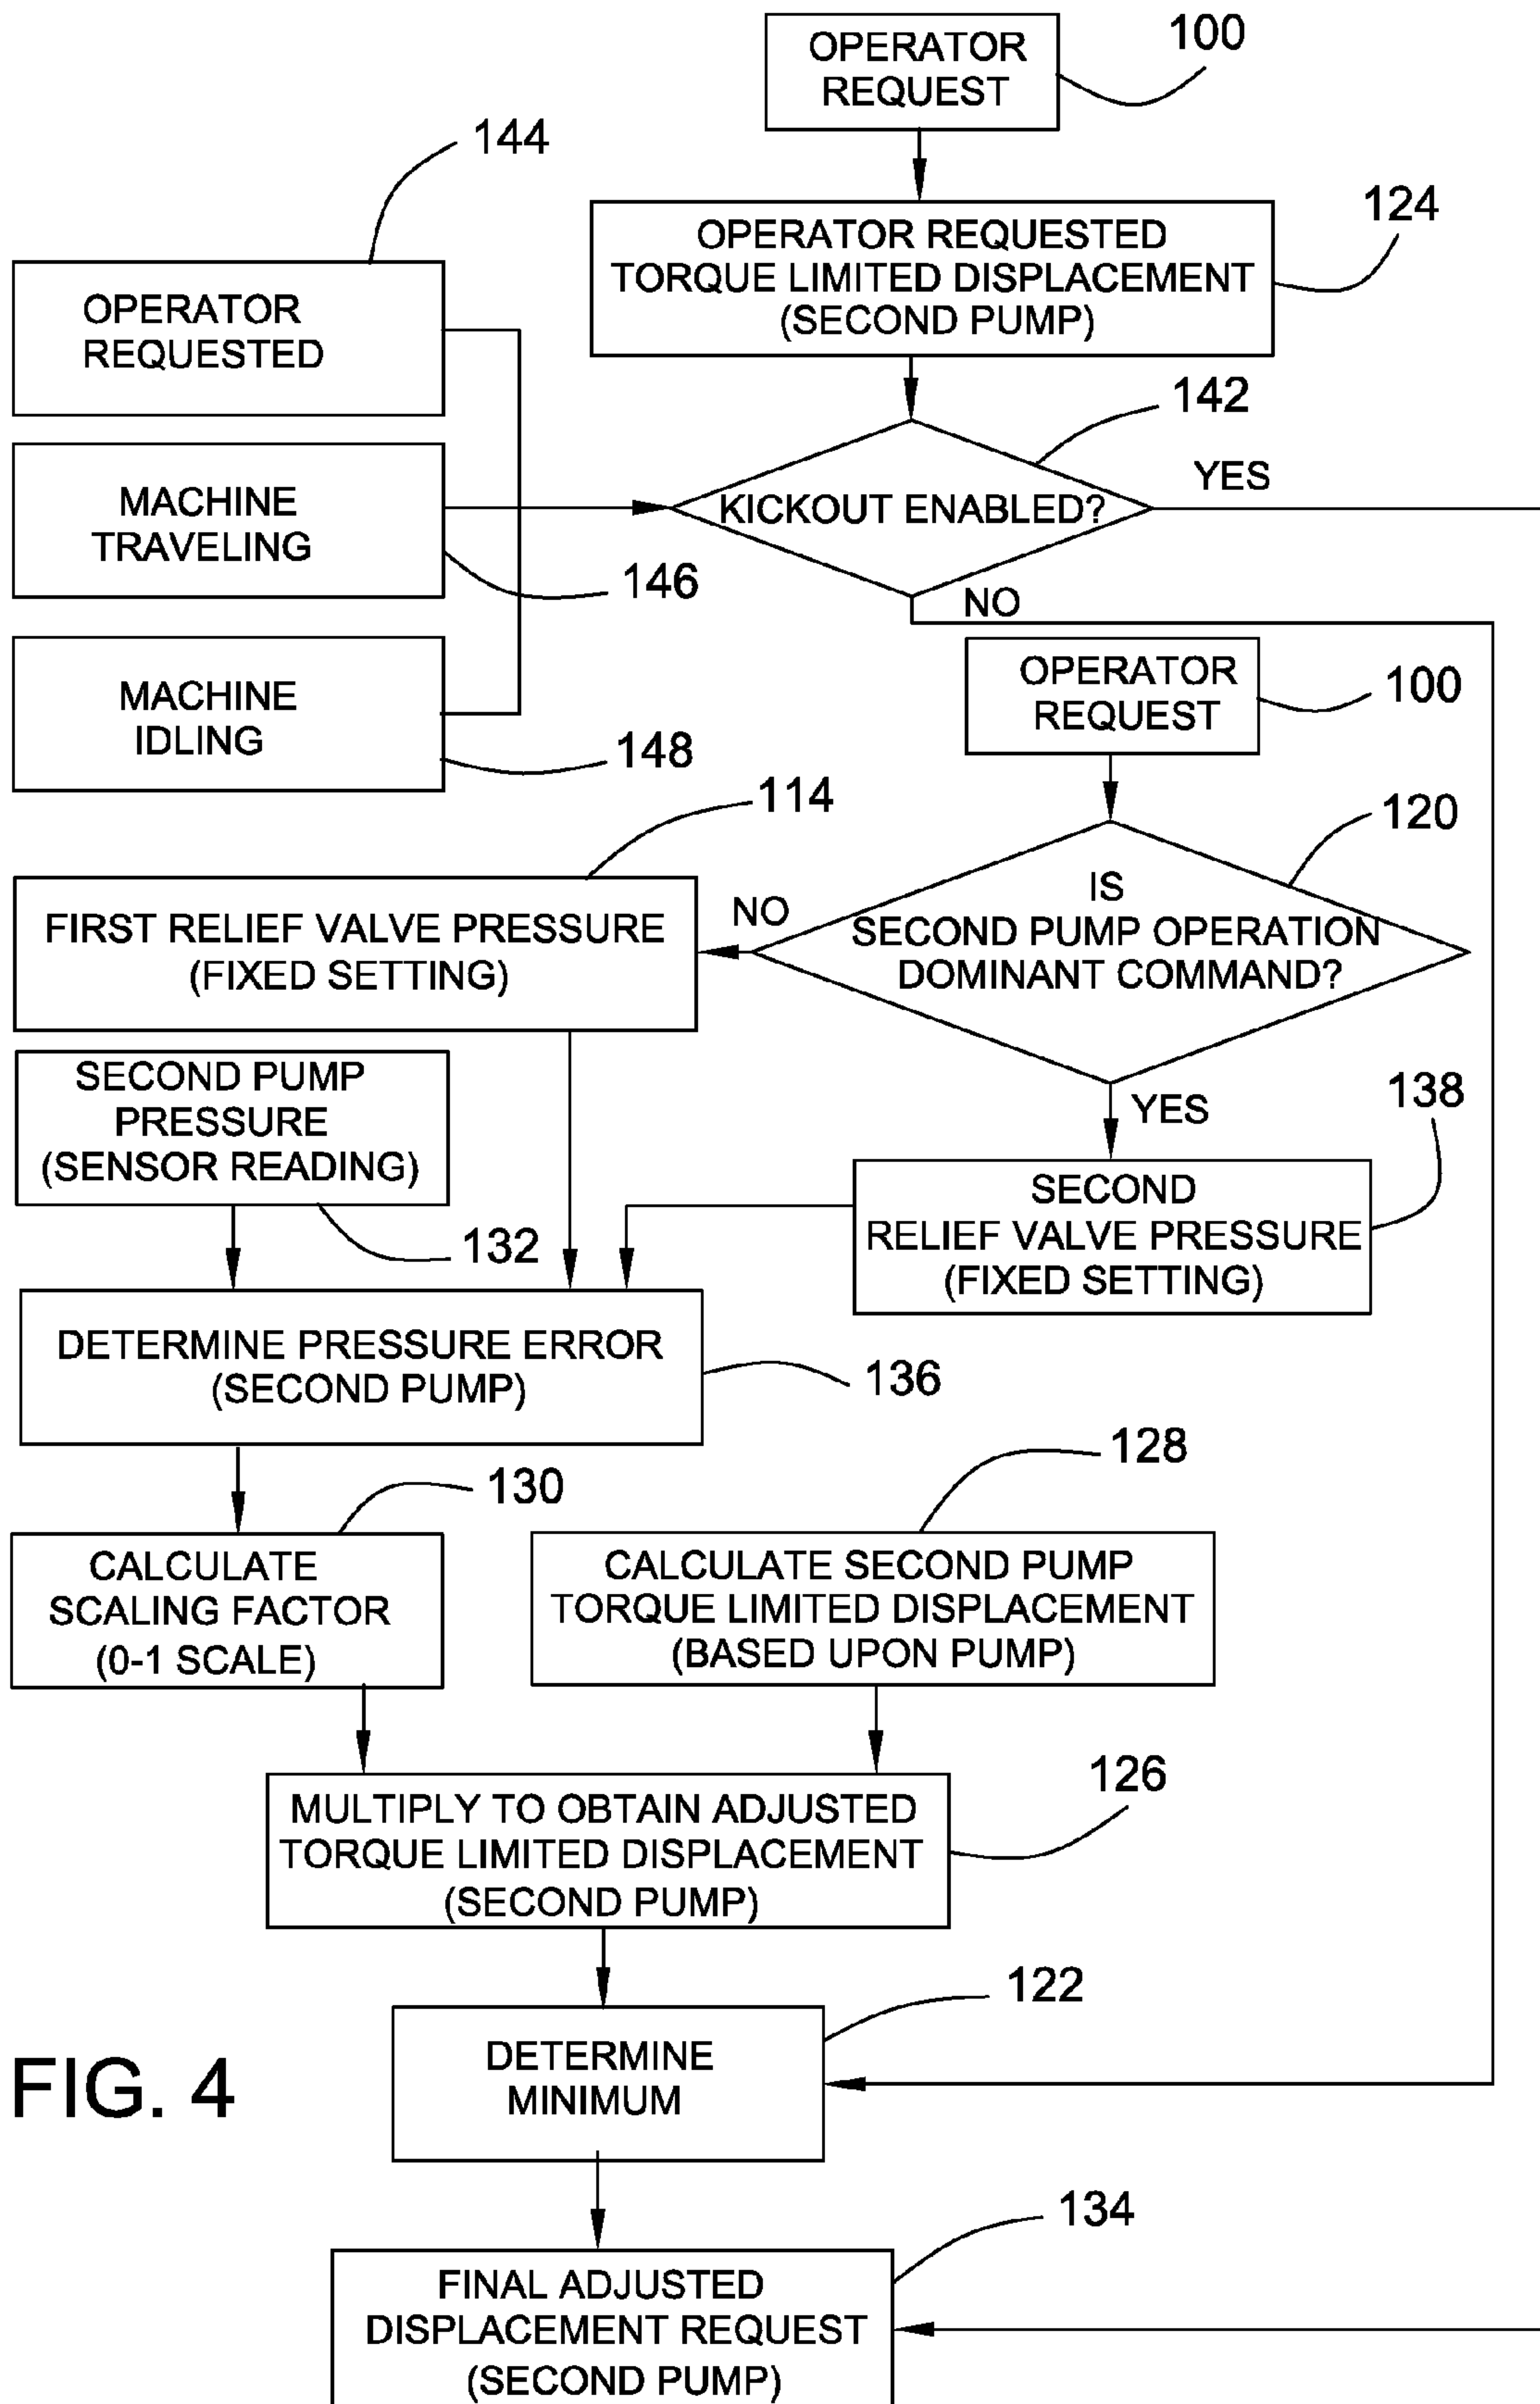 OPERATOR
REQUEST
100
144
OPERATOR REQUESTED
TORQUE LIMITED DISPLACEMENT
(SECOND PUMP)
124
OPERATOR
REQUESTED
142
MACHINE
TRAVELING
KICKOUT ENABLED?
YES
146
NO
MACHINE
IDLING
148
OPERATOR
REQUEST
100
114
120
FIRST RELIEF VALVE PRESSURE
(FIXED SETTING)
NO
IS
SECOND PUMP OPERATION
DOMINANT COMMAND?
SECOND PUMP
PRESSURE
(SENSOR READING)
YES
138
132
SECOND
RELIEF VALVE PRESSURE
(FIXED SETTING)
DETERMINE PRESSURE ERROR
(SECOND PUMP)
136
128
130
CALCULATE
SCALING FACTOR
(0-1 SCALE)
CALCULATE SECOND PUMP
TORQUE LIMITED DISPLACEMENT
(BASED UPON PUMP)
126
MULTIPLY TO OBTAIN ADJUSTED
TORQUE LIMITED DISPLACEMENT
(SECOND PUMP)
122
DETERMINE
MINIMUM
FIG. 4
134
FINAL ADJUSTED
DISPLACEMENT REQUEST
(SECOND PUMP)